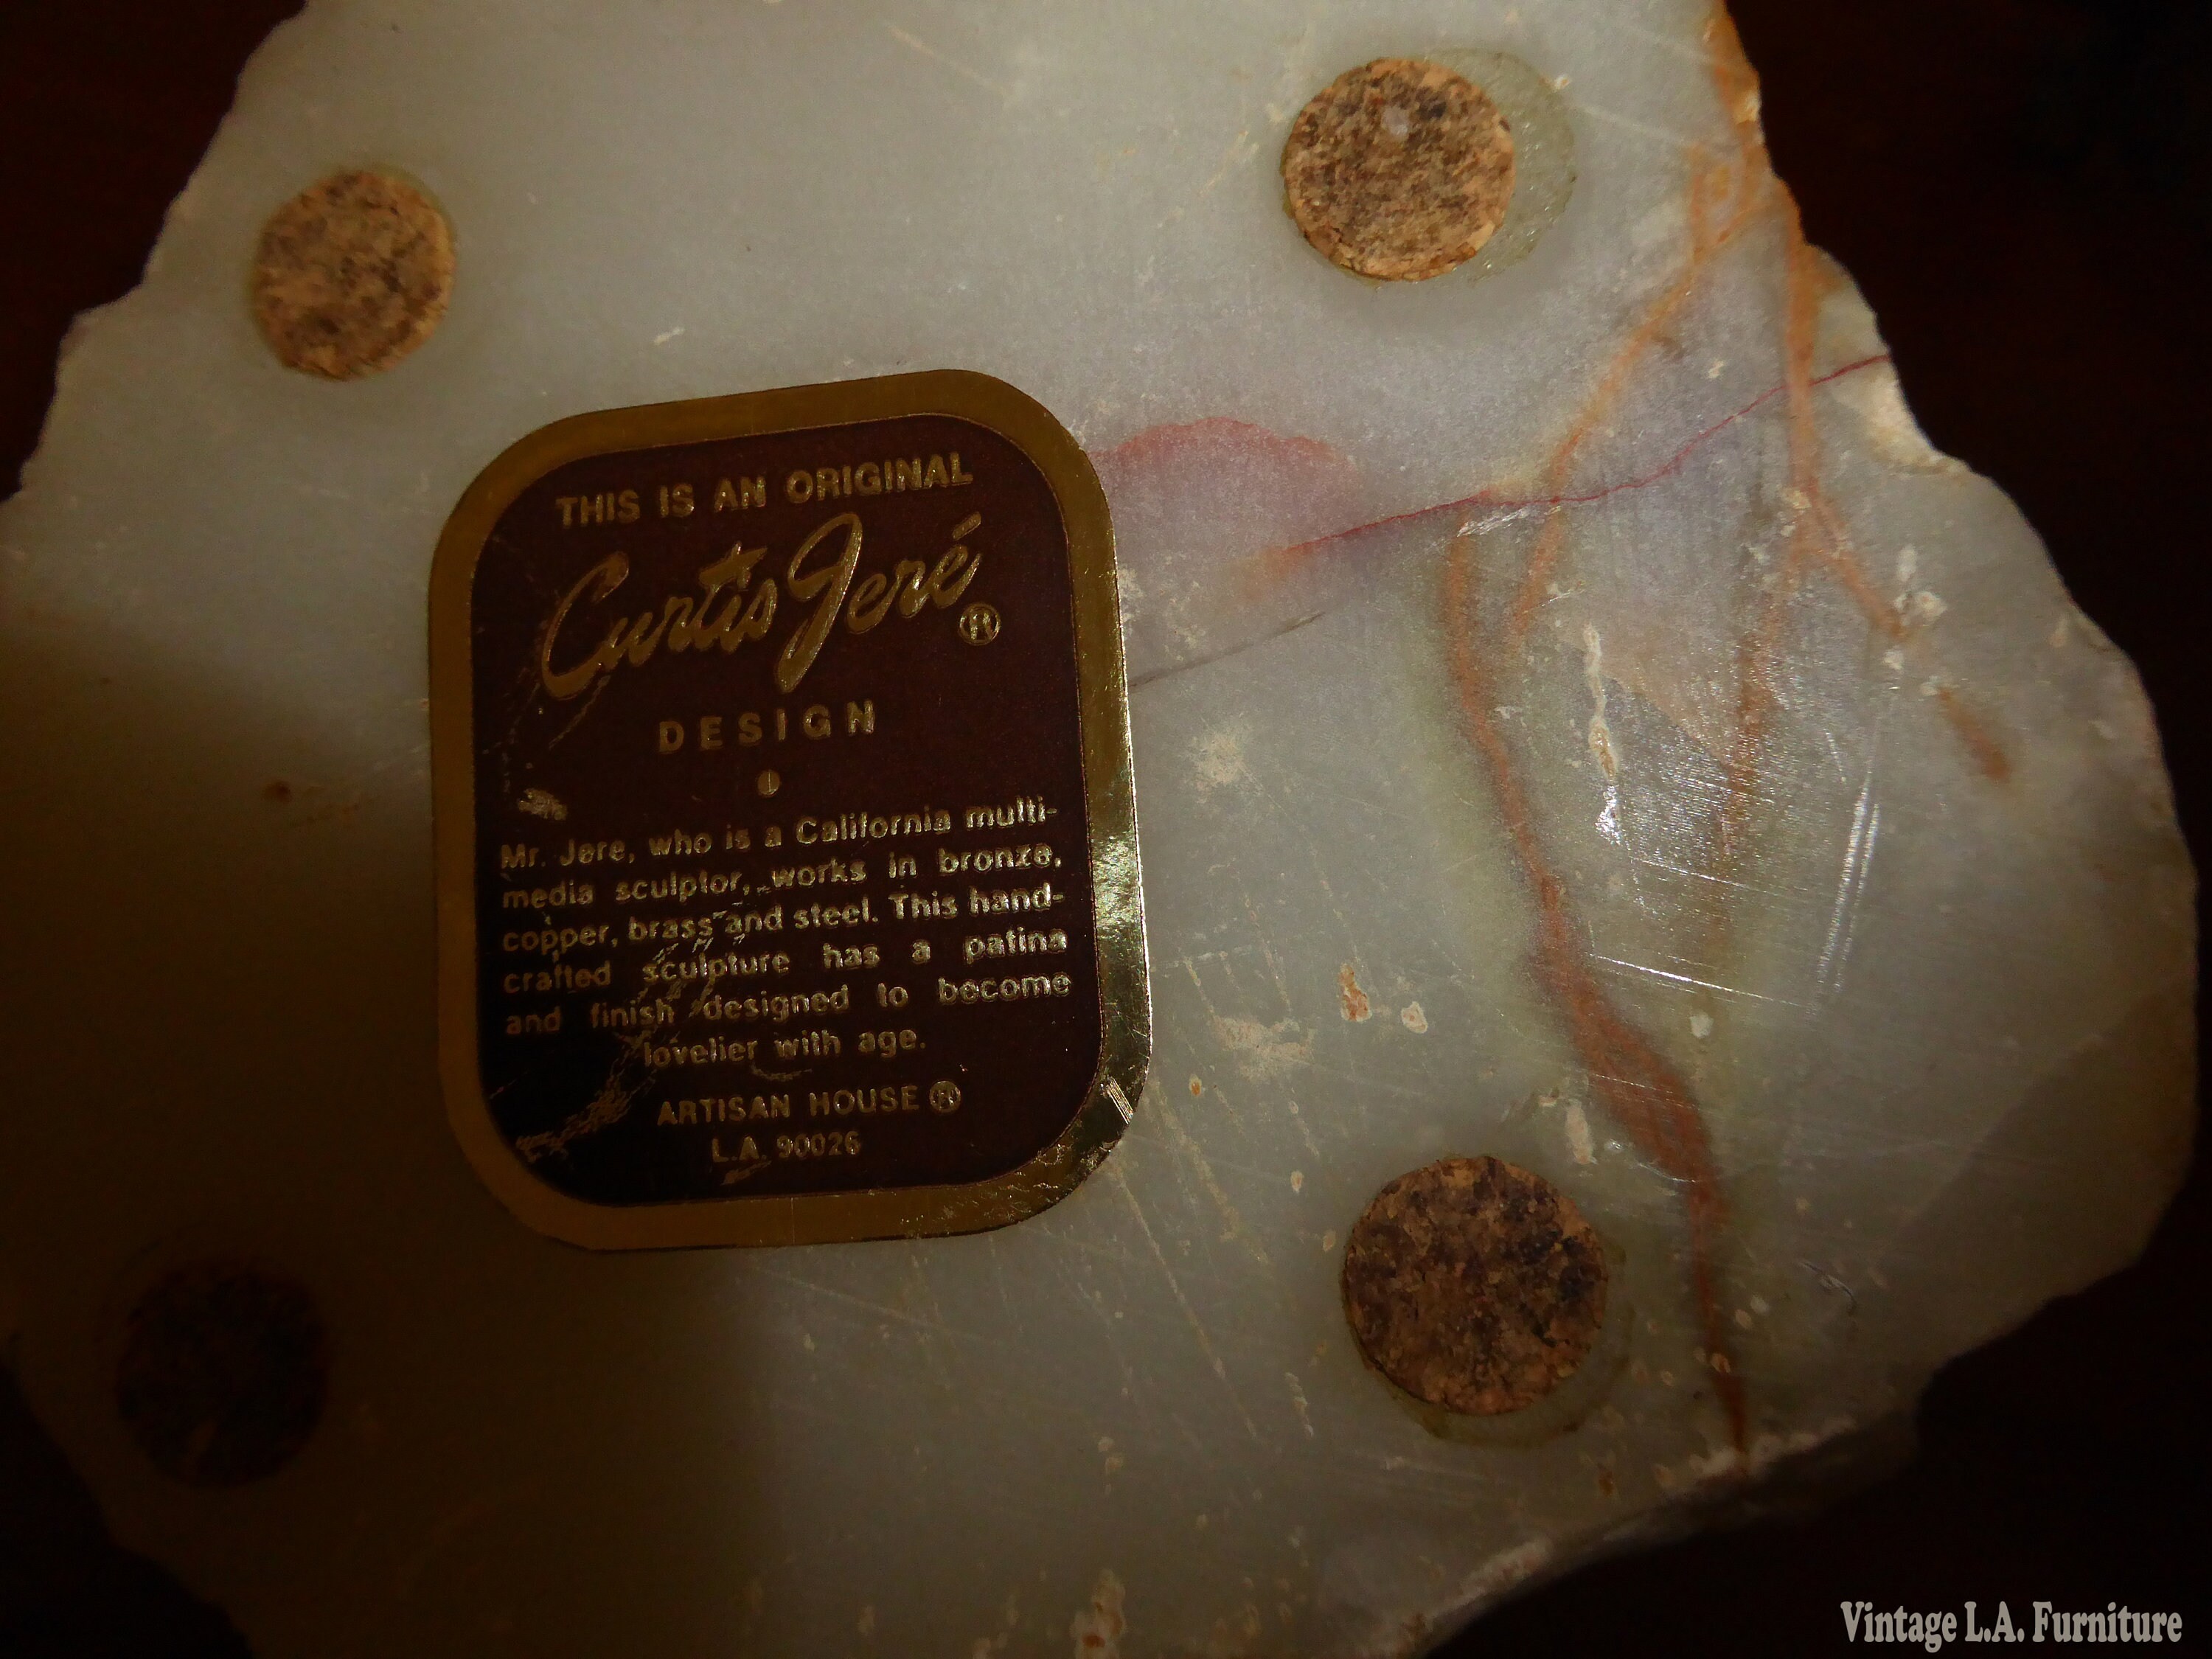 THIS IS AN ORIGINAL
Curtis Jeré ®
DESIGN
Mr. Jere, who is a California multi-
media sculptor, works in bronze,
copper, brass and steel. This hand-
crafted sculpture has a patina
and finish designed to become
lovelier with age.
ARTISAN HOUSE ®
L.A. 90026
Vintage L.A. Furniture